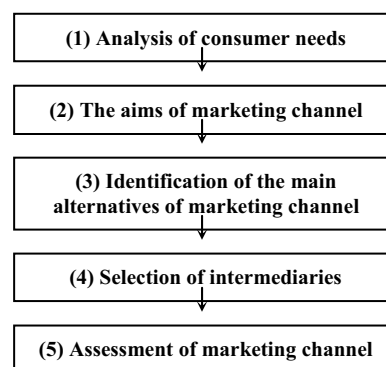 (1) Analysis of consumer needs
(2) The aims of marketing channel
(3) Identification of the main
alternatives of marketing channel
(4) Selection of intermediaries
(5) Assessment of marketing channel